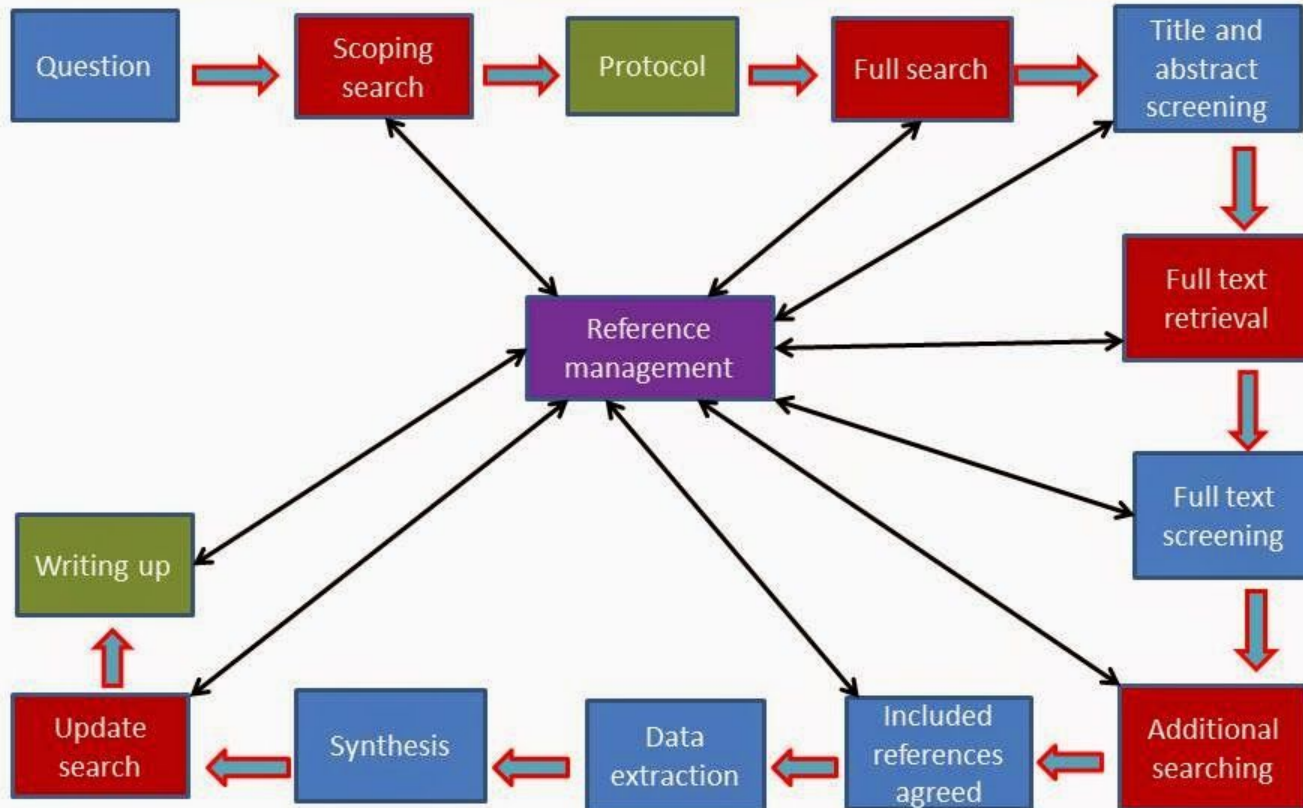 Question
Scoping
search
Protocol
Full search
Title and
abstract
screening
Full text
retrieval
Reference
management
Full text
screening
Writing up
Additional
searching
Included
references
agreed
Data
extraction
Synthesis
Update
search